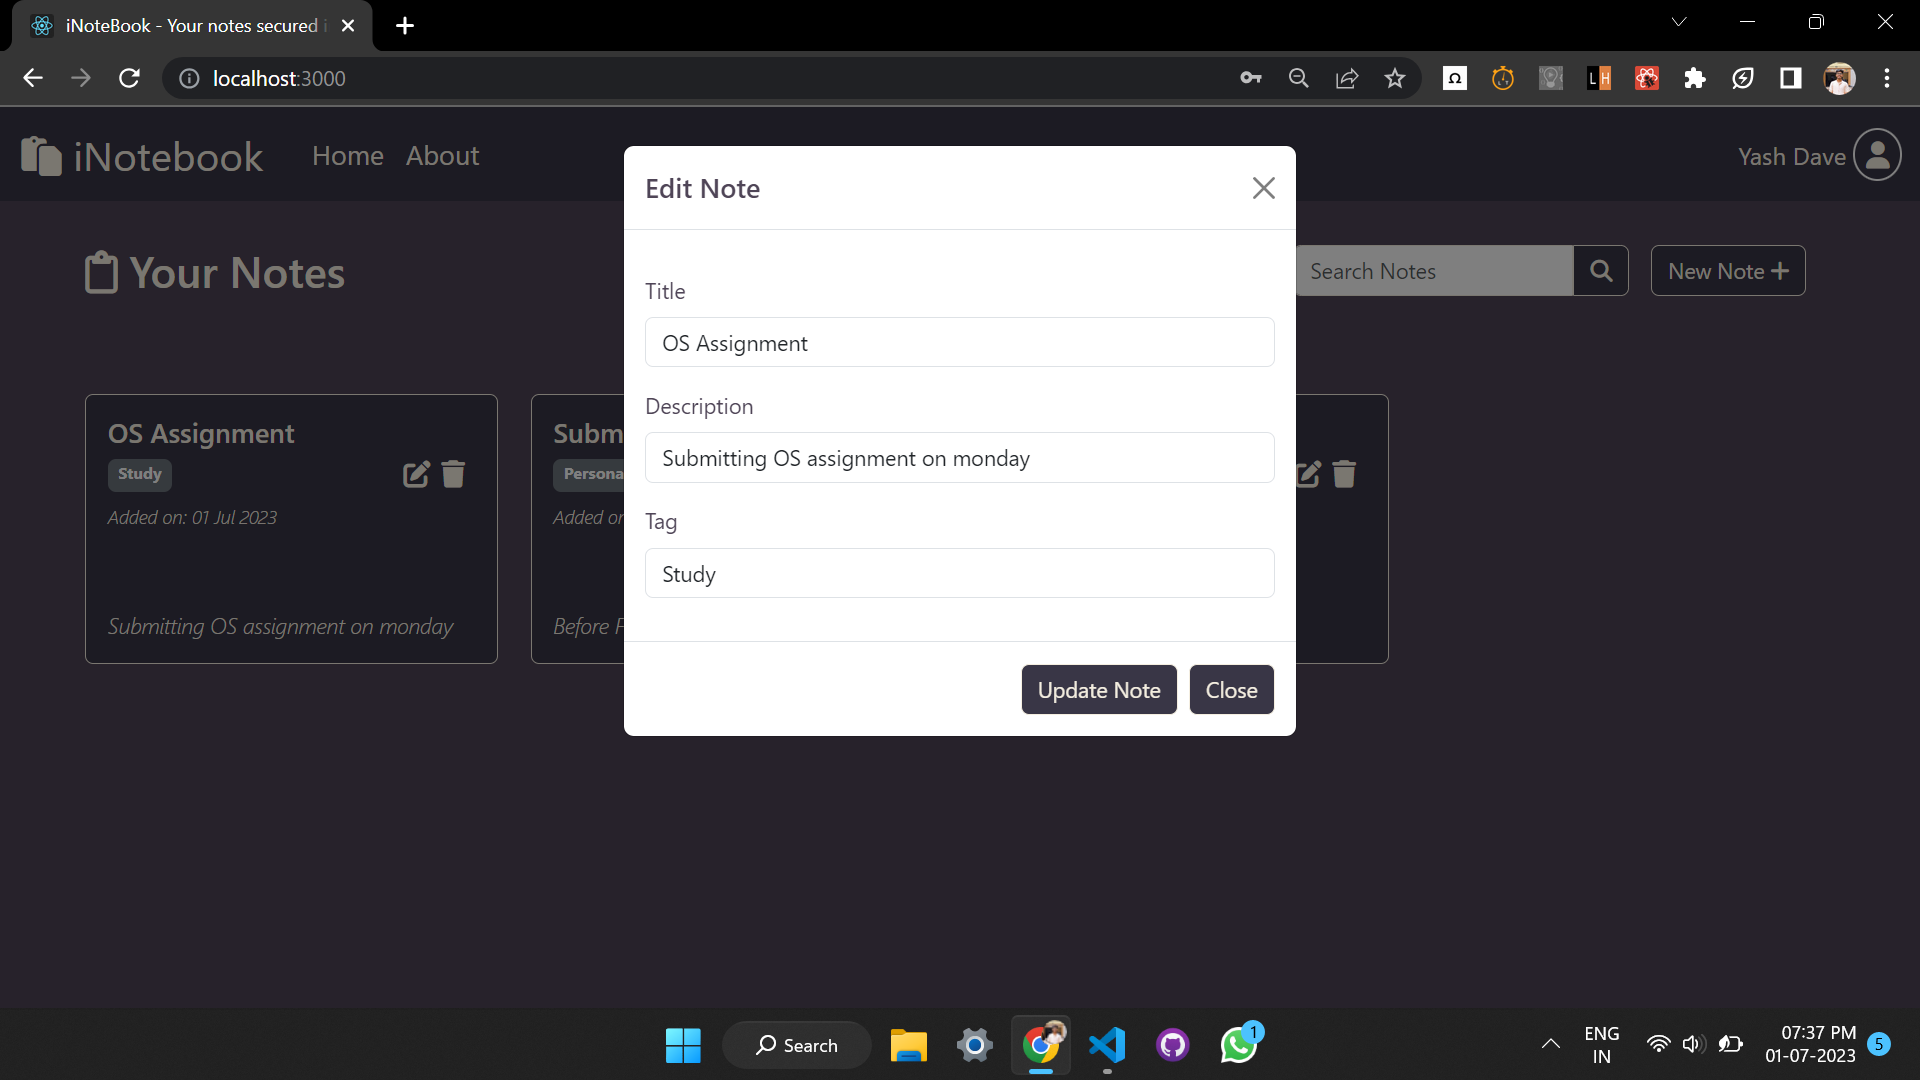 iNoteBook - Your notes secured i
localhost:3000
iNotebook
Home
About
Yash Dave
Your Notes
Search Notes
New Note
OS Assignment
Study
Added on: 01 Jul 2023
Submitting OS assignment on monday
Subm
Persona
Added on
Before F
Edit Note
Title
OS Assignment
Description
Submitting OS assignment on monday
Tag
Study
Update Note
Close
Search
1
ENG
IN
07:37 PM
01-07-2023
5